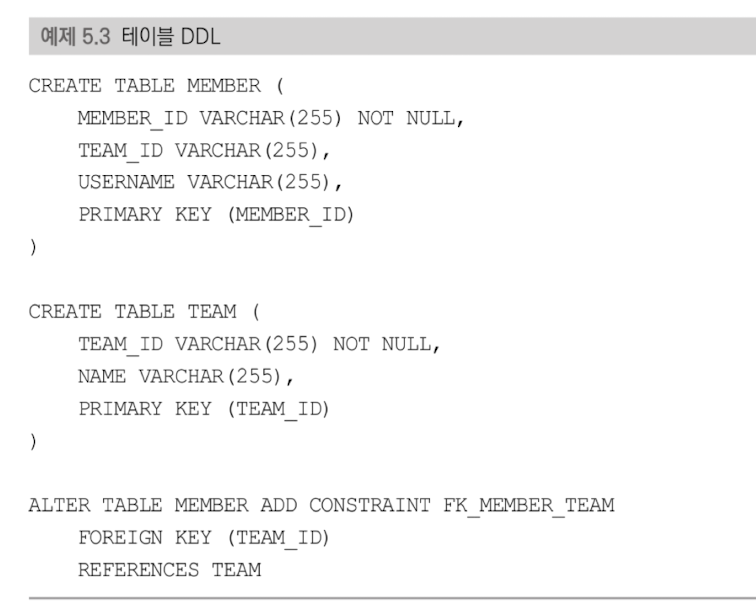 예제 5.3 테이블 DDL
CREATE TABLE MEMBER (
    MEMBER_ID VARCHAR(255) NOT NULL,
    TEAM_ID VARCHAR(255),
    USERNAME VARCHAR(255),
    PRIMARY KEY (MEMBER_ID)
)
CREATE TABLE TEAM (
    TEAM_ID VARCHAR(255) NOT NULL,
    NAME VARCHAR(255),
    PRIMARY KEY (TEAM_ID)
)
ALTER TABLE MEMBER ADD CONSTRAINT FK_MEMBER_TEAM
    FOREIGN KEY (TEAM_ID)
    REFERENCES TEAM